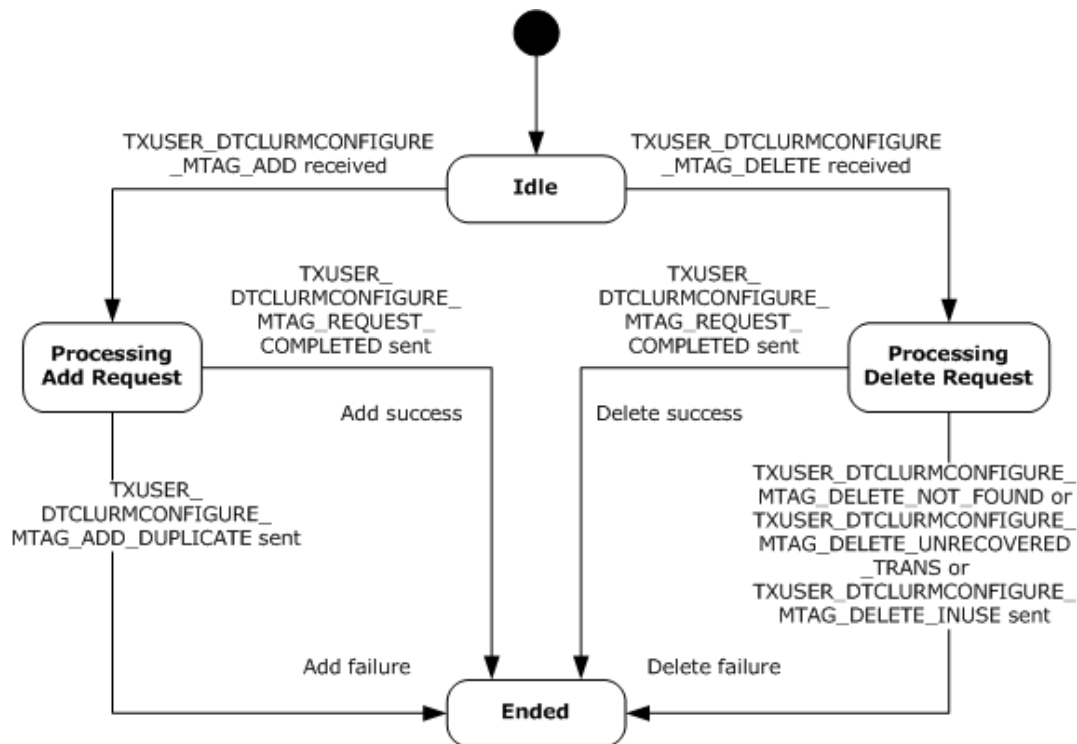 TXUSER_DTCLURMCONFIGURE
_MTAG_ADD received
TXUSER_DTCLURMCONFIGURE
_MTAG_DELETE received
Idle
TXUSER_
DTCLURMCONFIGURE_
MTAG_REQUEST_
COMPLETED sent
TXUSER_
DTCLURMCONFIGURE_
MTAG_REQUEST_
COMPLETED sent
Processing
Add Request
Processing
Delete Request
Add success
Delete success
TXUSER_
DTCLURMCONFIGURE_
MTAG_ADD_DUPLICATE sent
TXUSER_DTCLURMCONFIGURE_
MTAG_DELETE_NOT_FOUND or
TXUSER_DTCLURMCONFIGURE_
MTAG_DELETE_UNRECOVERED
_TRANS or
TXUSER_DTCLURMCONFIGURE_
MTAG_DELETE_INUSE sent
Add failure
Delete failure
Ended